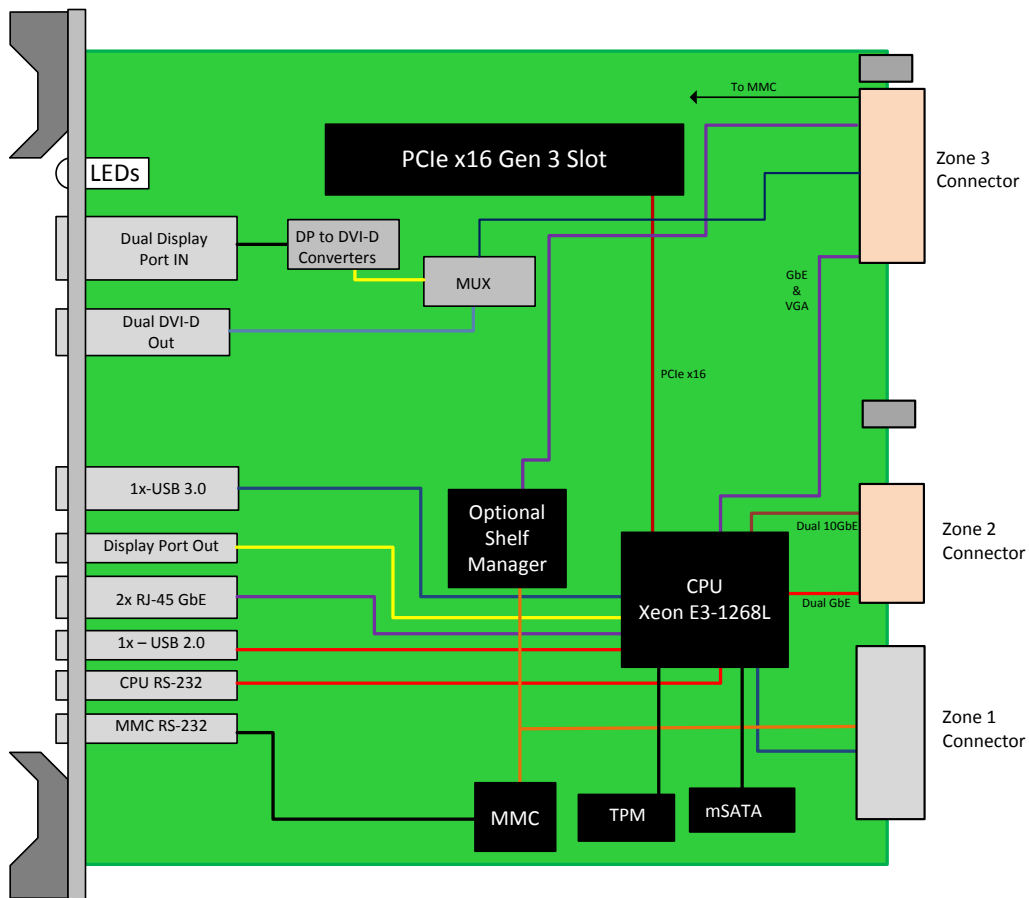 To MMC
PCIe x16 Gen 3 Slot
Zone 3
Connector
LEDs
Dual Display
Port IN
DP to DVI-D
Converters
MUX
GbE
&
VGA
Dual DVI-D
Out
PCIe x16
1x-USB 3.0
Optional
Shelf
Manager
Dual 10GbE
Zone 2
Connector
Display Port Out
CPU
Xeon E3-1268L
2x RJ-45 GbE
Dual GbE
1x – USB 2.0
CPU RS-232
MMC RS-232
Zone 1
Connector
MMC
TPM
mSATA